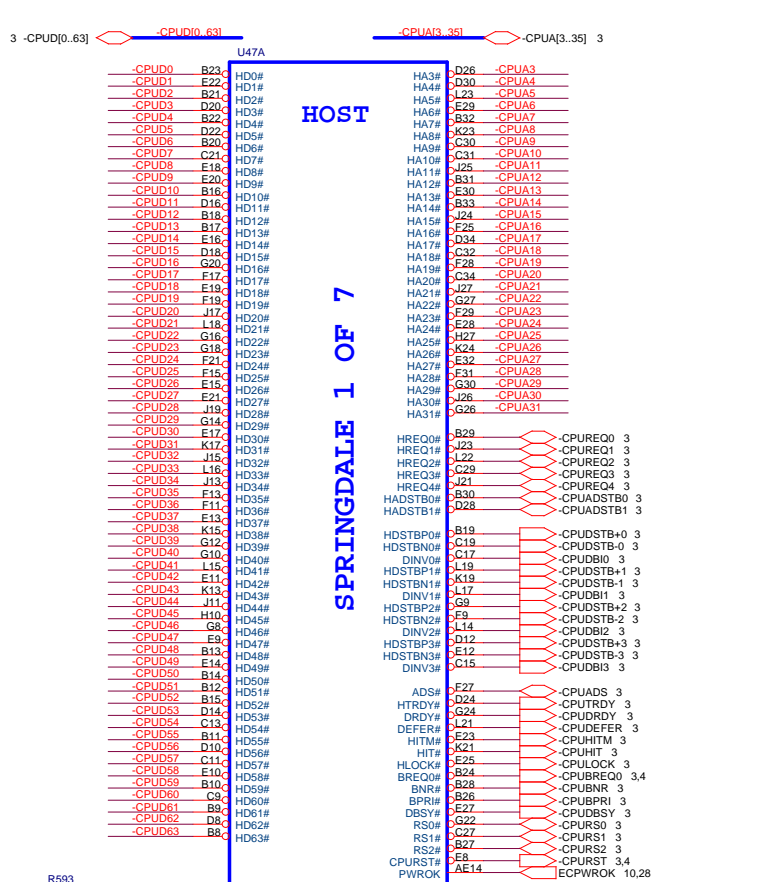 3 -CPUD[0..63] -CPUD[0..63] -CPUA[3..35] -CPUA[3..35] 3
U47A
HOST
SPRINGDALE 1 OF 7
-CPUD0 B23 HD0#
-CPUD1 E22 HD1#
-CPUD2 B21 HD2#
-CPUD3 D20 HD3#
-CPUD4 B22 HD4#
-CPUD5 D22 HD5#
-CPUD6 B20 HD6#
-CPUD7 C21 HD7#
-CPUD8 E18 HD8#
-CPUD9 E20 HD9#
-CPUD10 B16 HD10#
-CPUD11 D16 HD11#
-CPUD12 B18 HD12#
-CPUD13 B17 HD13#
-CPUD14 E16 HD14#
-CPUD15 D18 HD15#
-CPUD16 G20 HD16#
-CPUD17 F17 HD17#
-CPUD18 E19 HD18#
-CPUD19 F19 HD19#
-CPUD20 J17 HD20#
-CPUD21 L18 HD21#
-CPUD22 G16 HD22#
-CPUD23 G18 HD23#
-CPUD24 F21 HD24#
-CPUD25 F15 HD25#
-CPUD26 E15 HD26#
-CPUD27 E21 HD27#
-CPUD28 J19 HD28#
-CPUD29 G14 HD29#
-CPUD30 E17 HD30#
-CPUD31 K17 HD31#
-CPUD32 J15 HD32#
-CPUD33 L16 HD33#
-CPUD34 J13 HD34#
-CPUD35 F13 HD35#
-CPUD36 F11 HD36#
-CPUD37 E13 HD37#
-CPUD38 K15 HD38#
-CPUD39 G12 HD39#
-CPUD40 G10 HD40#
-CPUD41 L15 HD41#
-CPUD42 E11 HD42#
-CPUD43 K13 HD43#
-CPUD44 J11 HD44#
-CPUD45 H10 HD45#
-CPUD46 G8 HD46#
-CPUD47 E9 HD47#
-CPUD48 B13 HD48#
-CPUD49 E14 HD49#
-CPUD50 B14 HD50#
-CPUD51 B12 HD51#
-CPUD52 B15 HD52#
-CPUD53 D14 HD53#
-CPUD54 C13 HD54#
-CPUD55 B11 HD55#
-CPUD56 D10 HD56#
-CPUD57 C11 HD57#
-CPUD58 E10 HD58#
-CPUD59 B10 HD59#
-CPUD60 C9 HD60#
-CPUD61 B9 HD61#
-CPUD62 D8 HD62#
-CPUD63 B8 HD63#
HA3# D26 -CPUA3
HA4# D30 -CPUA4
HA5# L23 -CPUA5
HA6# E29 -CPUA6
HA7# B32 -CPUA7
HA8# K23 -CPUA8
HA9# C30 -CPUA9
HA10# C31 -CPUA10
HA11# J25 -CPUA11
HA12# B31 -CPUA12
HA13# E30 -CPUA13
HA14# B33 -CPUA14
HA15# J24 -CPUA15
HA16# F25 -CPUA16
HA17# D34 -CPUA17
HA18# C32 -CPUA18
HA19# F28 -CPUA19
HA20# C34 -CPUA20
HA21# J27 -CPUA21
HA22# G27 -CPUA22
HA23# F29 -CPUA23
HA24# E28 -CPUA24
HA25# H27 -CPUA25
HA26# K24 -CPUA26
HA27# E32 -CPUA27
HA28# F31 -CPUA28
HA29# G30 -CPUA29
HA30# J26 -CPUA30
HA31# G26 -CPUA31
HREQ0# B29 -CPUREQ0 3
HREQ1# J23 -CPUREQ1 3
HREQ2# L22 -CPUREQ2 3
HREQ3# C29 -CPUREQ3 3
HREQ4# J21 -CPUREQ4 3
HADSTB0# B30 -CPUADSTB0 3
HADSTB1# D28 -CPUADSTB1 3
HDSTBP0# B19 -CPUDSTB+0 3
HDSTBN0# C19 -CPUDSTB-0 3
DINV0# C17 -CPUDBI0 3
HDSTBP1# L19 -CPUDSTB+1 3
HDSTBN1# K19 -CPUDSTB-1 3
DINV1# L17 -CPUDBI1 3
HDSTBP2# G9 -CPUDSTB+2 3
HDSTBN2# F9 -CPUDSTB-2 3
DINV2# L14 -CPUDBI2 3
HDSTBP3# D12 -CPUDSTB+3 3
HDSTBN3# E12 -CPUDSTB-3 3
DINV3# C15 -CPUDBI3 3
ADS# F27 -CPUADS 3
HTRDY# D24 -CPUTRDY 3
DRDY# G24 -CPUDRDY 3
DEFER# L21 -CPUDEFER 3
HITM# E23 -CPUHITM 3
HIT# K21 -CPUHIT 3
HLOCK# E25 -CPULOCK 3
BREQ0# B24 -CPUBREQ0 3,4
BNR# B28 -CPUBNR 3
BPRI# B26 -CPUBPRI 3
DBSY# E27 -CPUDBSY 3
RS0# G22 -CPURS0 3
RS1# C27 -CPURS1 3
RS2# B27 -CPURS2 3
CPURST# E8 -CPURST 3,4
PWROK AE14 ECPWROK 10,28
R593